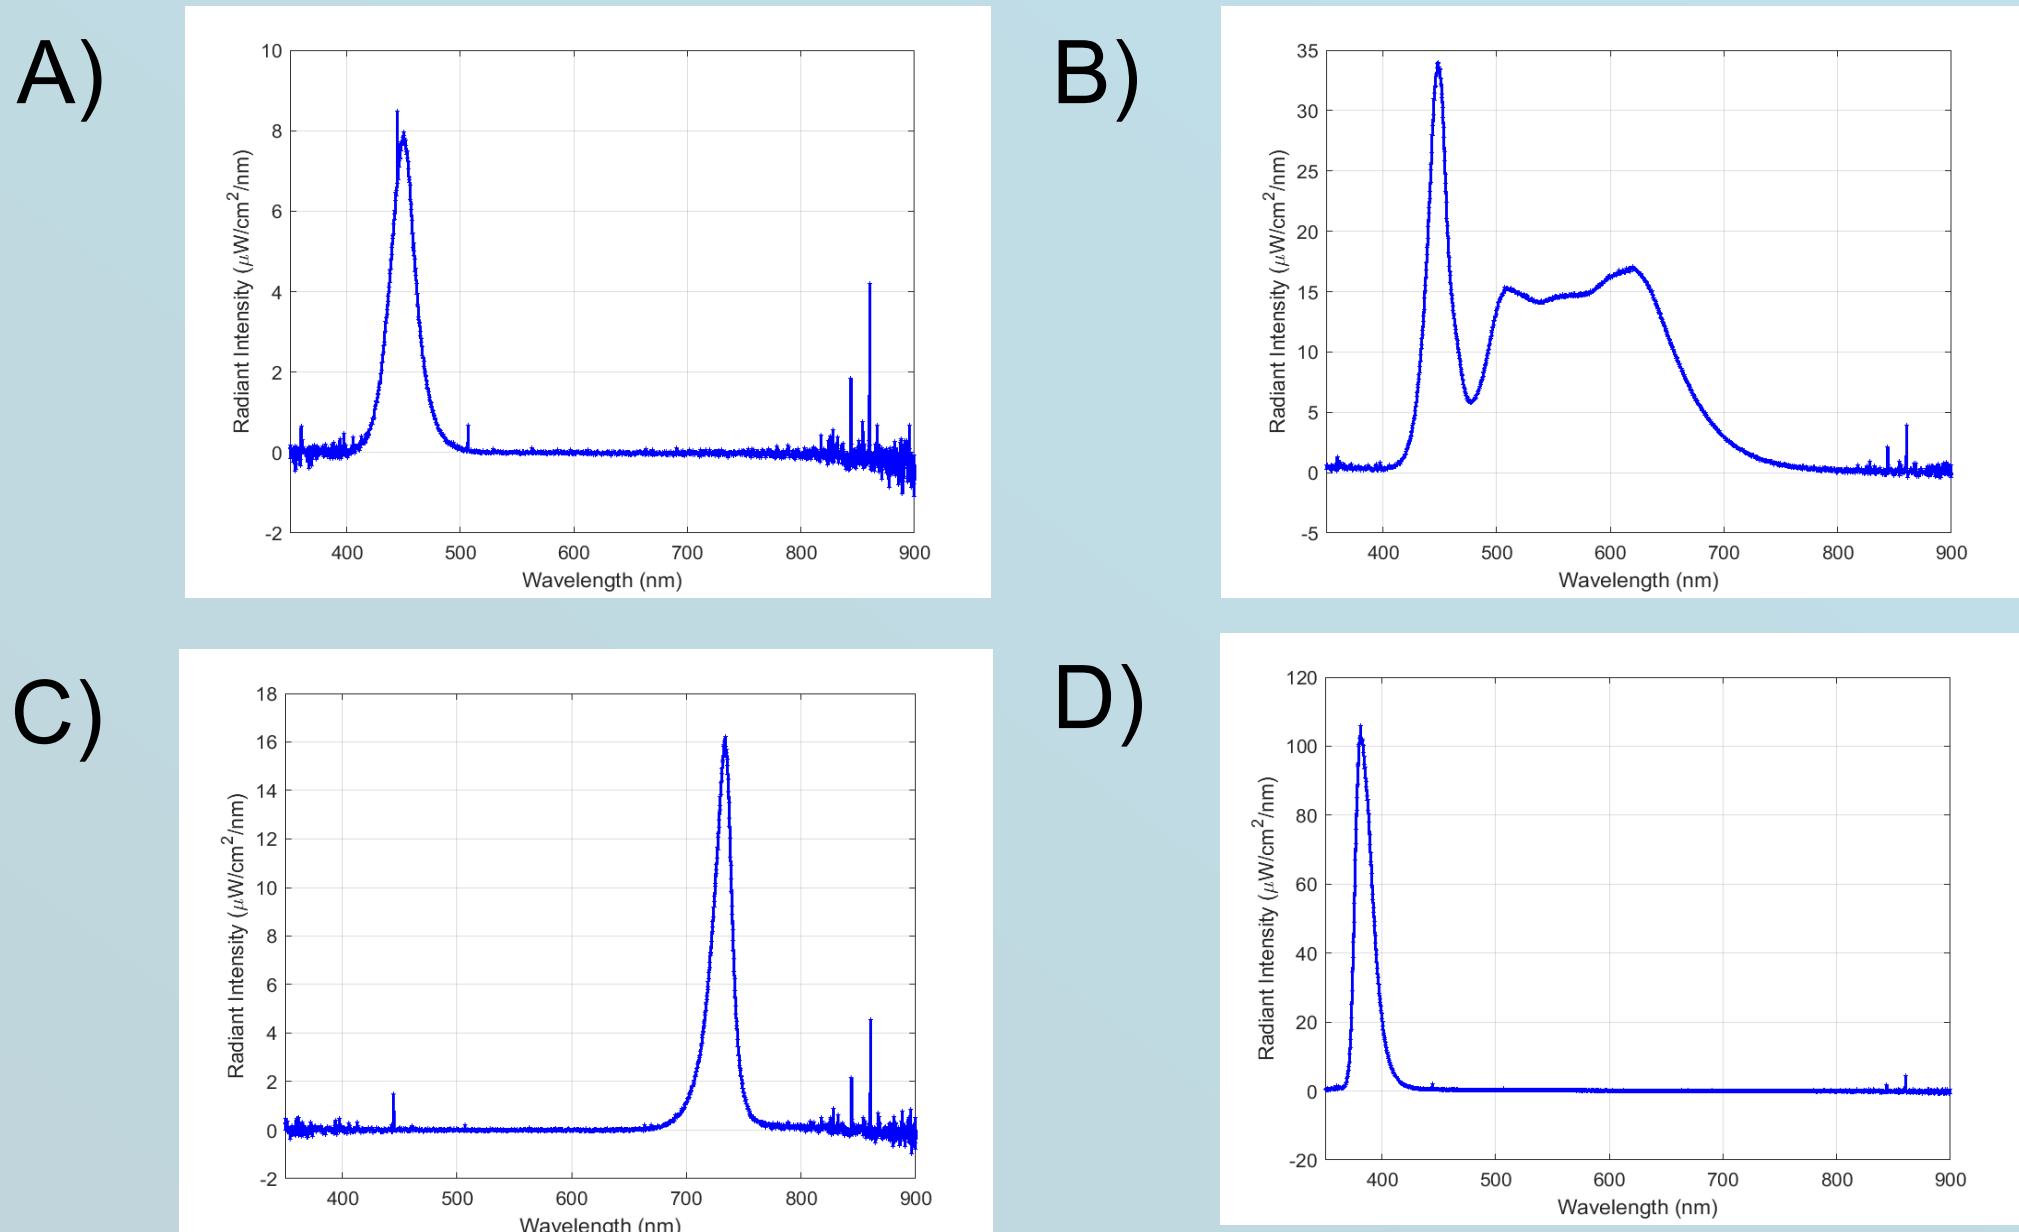 A)
10
8
6
4
2
0
-2
Radiant Intensity (μW/cm²/nm)
400 500 600 700 800 900
Wavelength (nm)
B)
35
30
25
20
15
10
5
0
-5
Radiant Intensity (μW/cm²/nm)
400 500 600 700 800 900
Wavelength (nm)
C)
18
16
14
12
10
8
6
4
2
0
-2
Radiant Intensity (μW/cm²/nm)
400 500 600 700 800 900
Wavelength (nm)
D)
120
100
80
60
40
20
0
-20
Radiant Intensity (μW/cm²/nm)
400 500 600 700 800 900
Wavelength (nm)